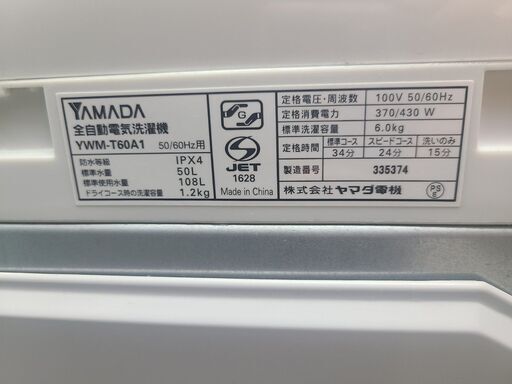 YAMADA
全自動電気洗濯機
YWM-T60A1 50/60Hz用
防水等級 IPX4
標準水量 50L
標準使用水量 108L
ドライコース時の洗濯容量 1.2kg
G
S
JET
1628
Made in China
定格電圧・周波数 100V 50/60Hz
定格消費電力 370/430 W
標準洗濯容量 6.0kg
定格時間 標準コース スピードコース 洗いのみ
34分 24分 15分
製造番号 335374
株式会社ヤマダ電機
PS
E